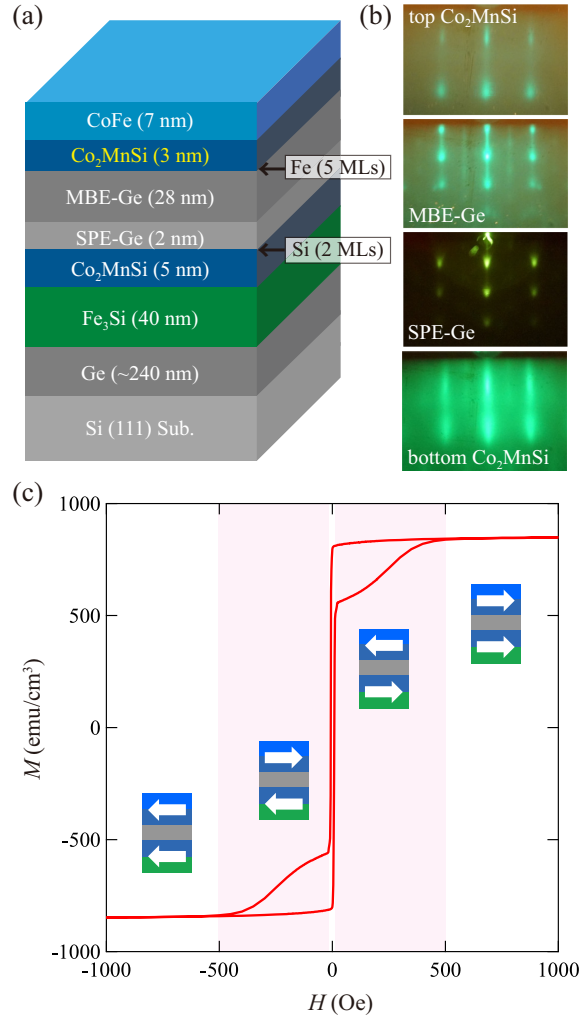 (a)
CoFe (7 nm)
Co₂MnSi (3 nm)
Fe (5 MLs)
MBE-Ge (28 nm)
SPE-Ge (2 nm)
Si (2 MLs)
Co₂MnSi (5 nm)
Fe₃Si (40 nm)
Ge (~240 nm)
Si (111) Sub.
(b)
top Co₂MnSi
MBE-Ge
SPE-Ge
bottom Co₂MnSi
(c)
1000
500
0
-500
-1000
M (emu/cm³)
-1000 -500 0 500 1000
H (Oe)